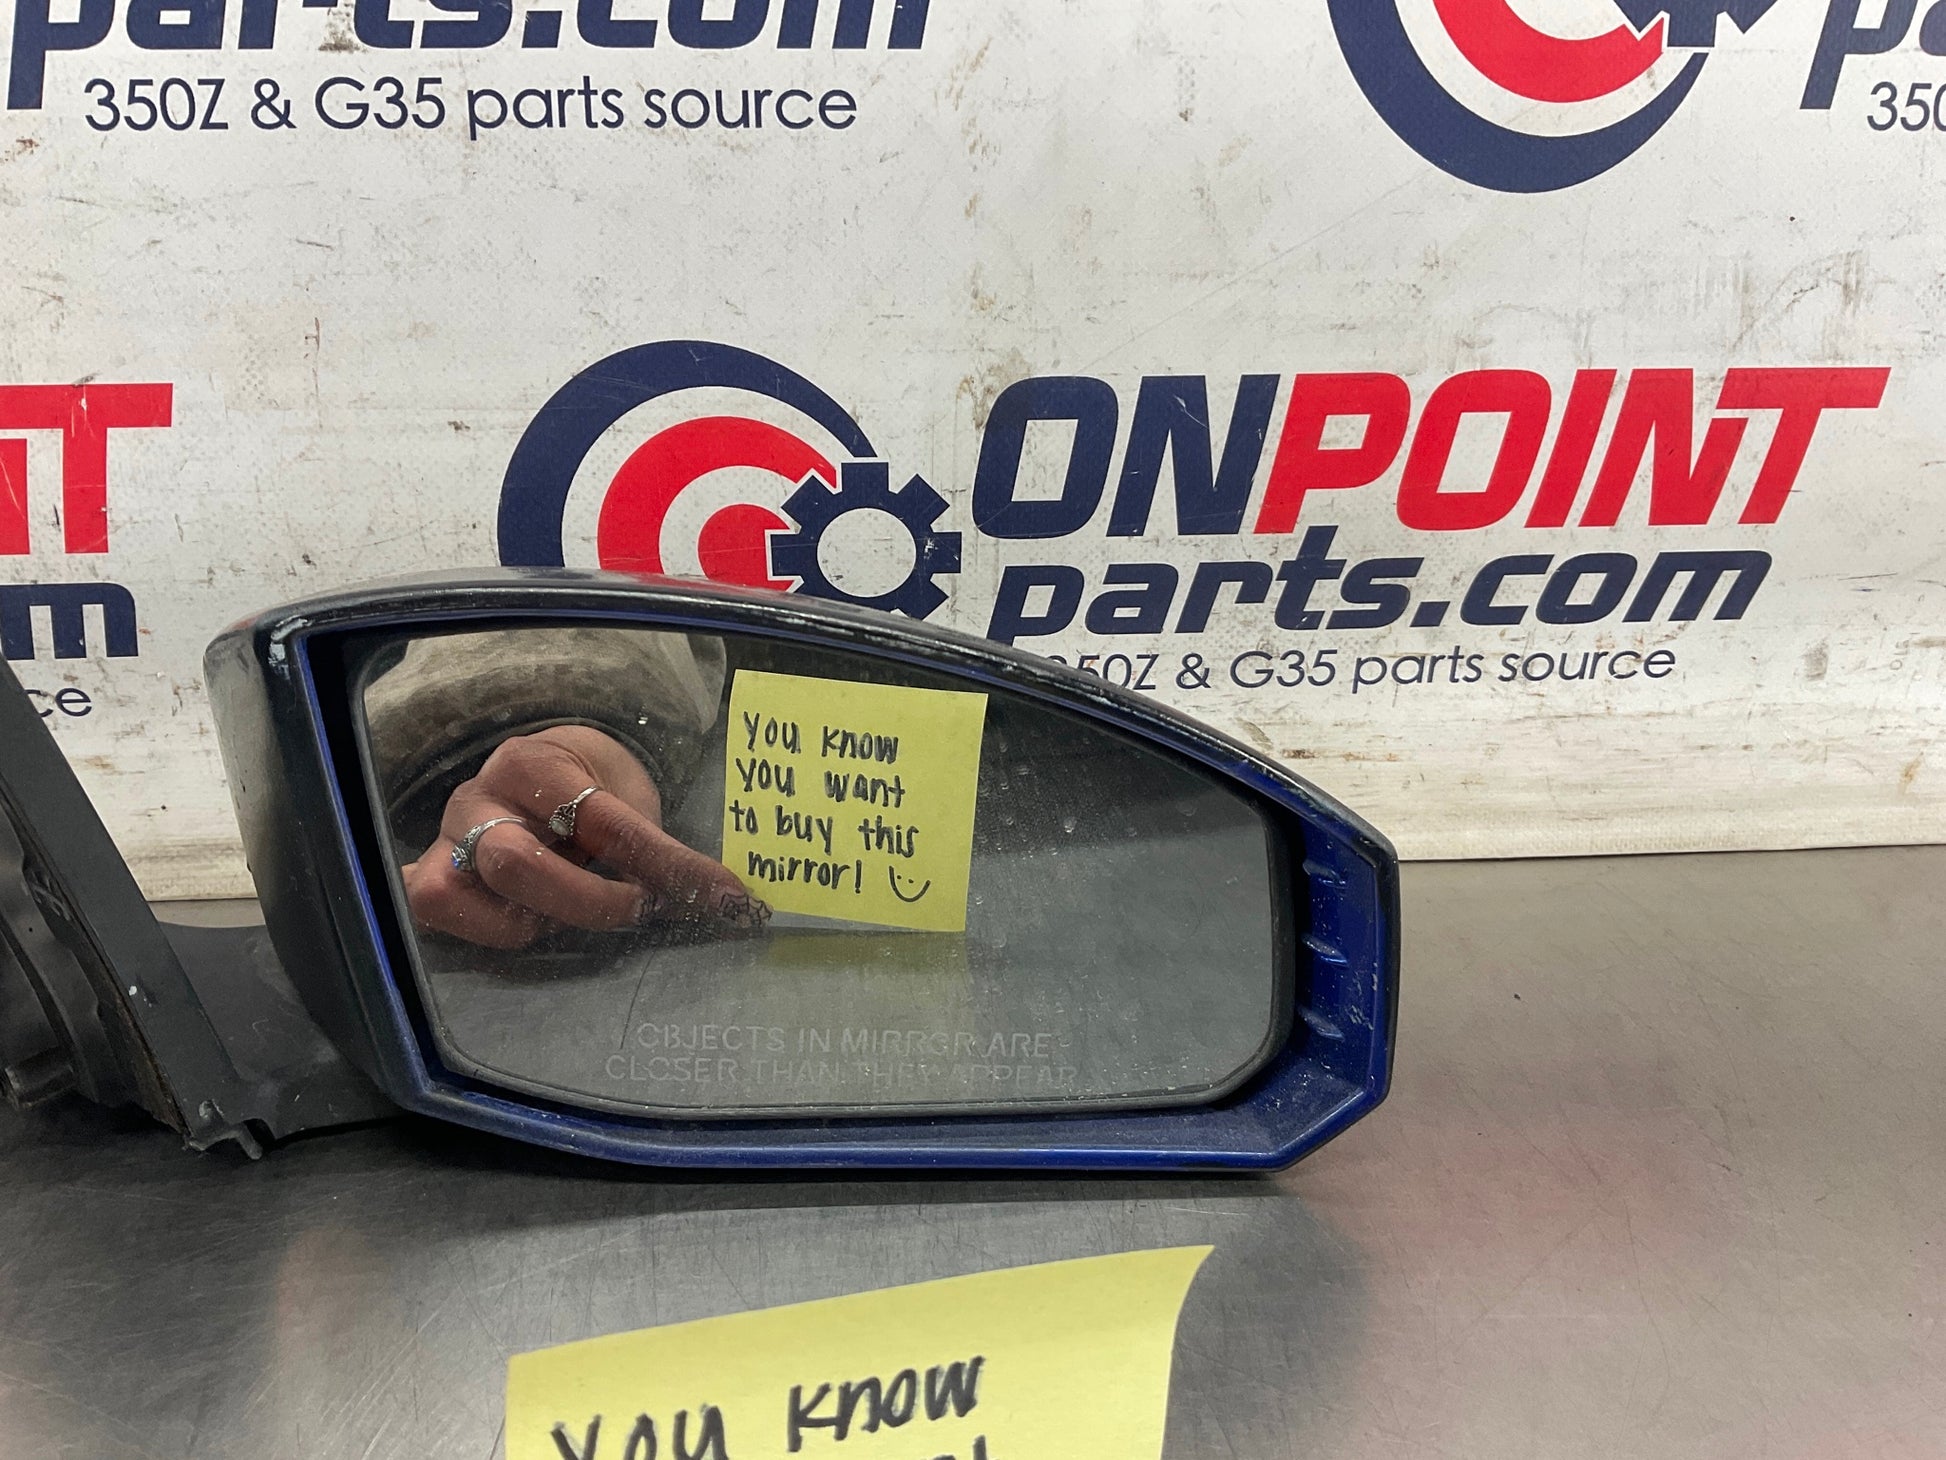 parts.com
350Z & G35 parts source
ONPOINT
parts.com
350Z & G35 parts source
you know
you want
to buy this
mirror!
OBJECTS IN MIRROR ARE
CLOSER THAN THEY APPEAR
you know